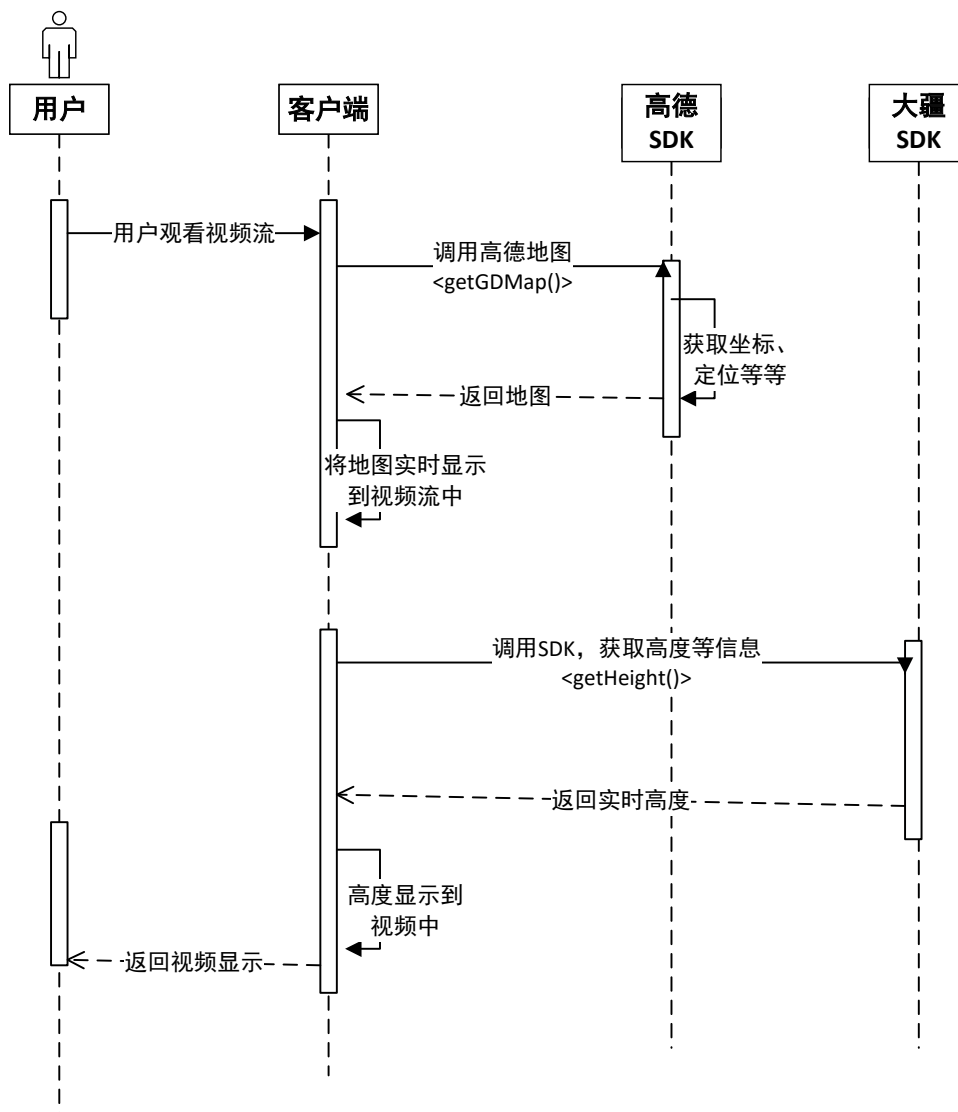 用户
客户端
高德
SDK
大疆
SDK
用户观看视频流
调用高德地图
<getGDMap()>
获取坐标、
定位等等
返回地图
将地图实时显示
到视频流中
调用SDK，获取高度等信息
<getHeight()>
返回实时高度
高度显示到
视频中
返回视频显示